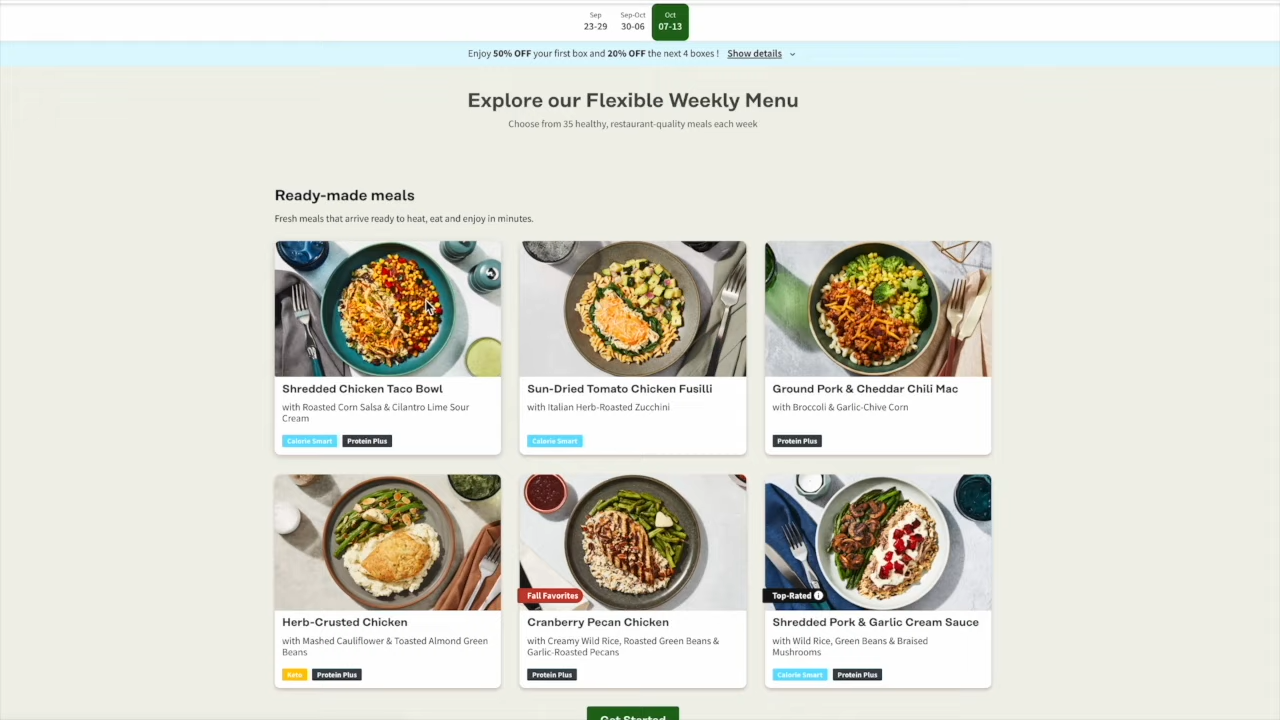 Sep
23-29
Sep-Oct
30-06
Oct
07-13
Enjoy 50% OFF your first box and 20% OFF the next 4 boxes ! Show details
Explore our Flexible Weekly Menu
Choose from 35 healthy, restaurant-quality meals each week
Ready-made meals
Fresh meals that arrive ready to heat, eat and enjoy in minutes.
Shredded Chicken Taco Bowl
with Roasted Corn Salsa & Cilantro Lime Sour
Cream
Calorie Smart
Protein Plus
Sun-Dried Tomato Chicken Fusilli
with Italian Herb-Roasted Zucchini
Calorie Smart
Ground Pork & Cheddar Chili Mac
with Broccoli & Garlic-Chive Corn
Protein Plus
Herb-Crusted Chicken
with Mashed Cauliflower & Toasted Almond Green
Beans
Keto
Protein Plus
Fall Favorites
Cranberry Pecan Chicken
with Creamy Wild Rice, Roasted Green Beans &
Garlic-Roasted Pecans
Protein Plus
Top-Rated
Shredded Pork & Garlic Cream Sauce
with Wild Rice, Green Beans & Braised
Mushrooms
Calorie Smart
Protein Plus
Get Started